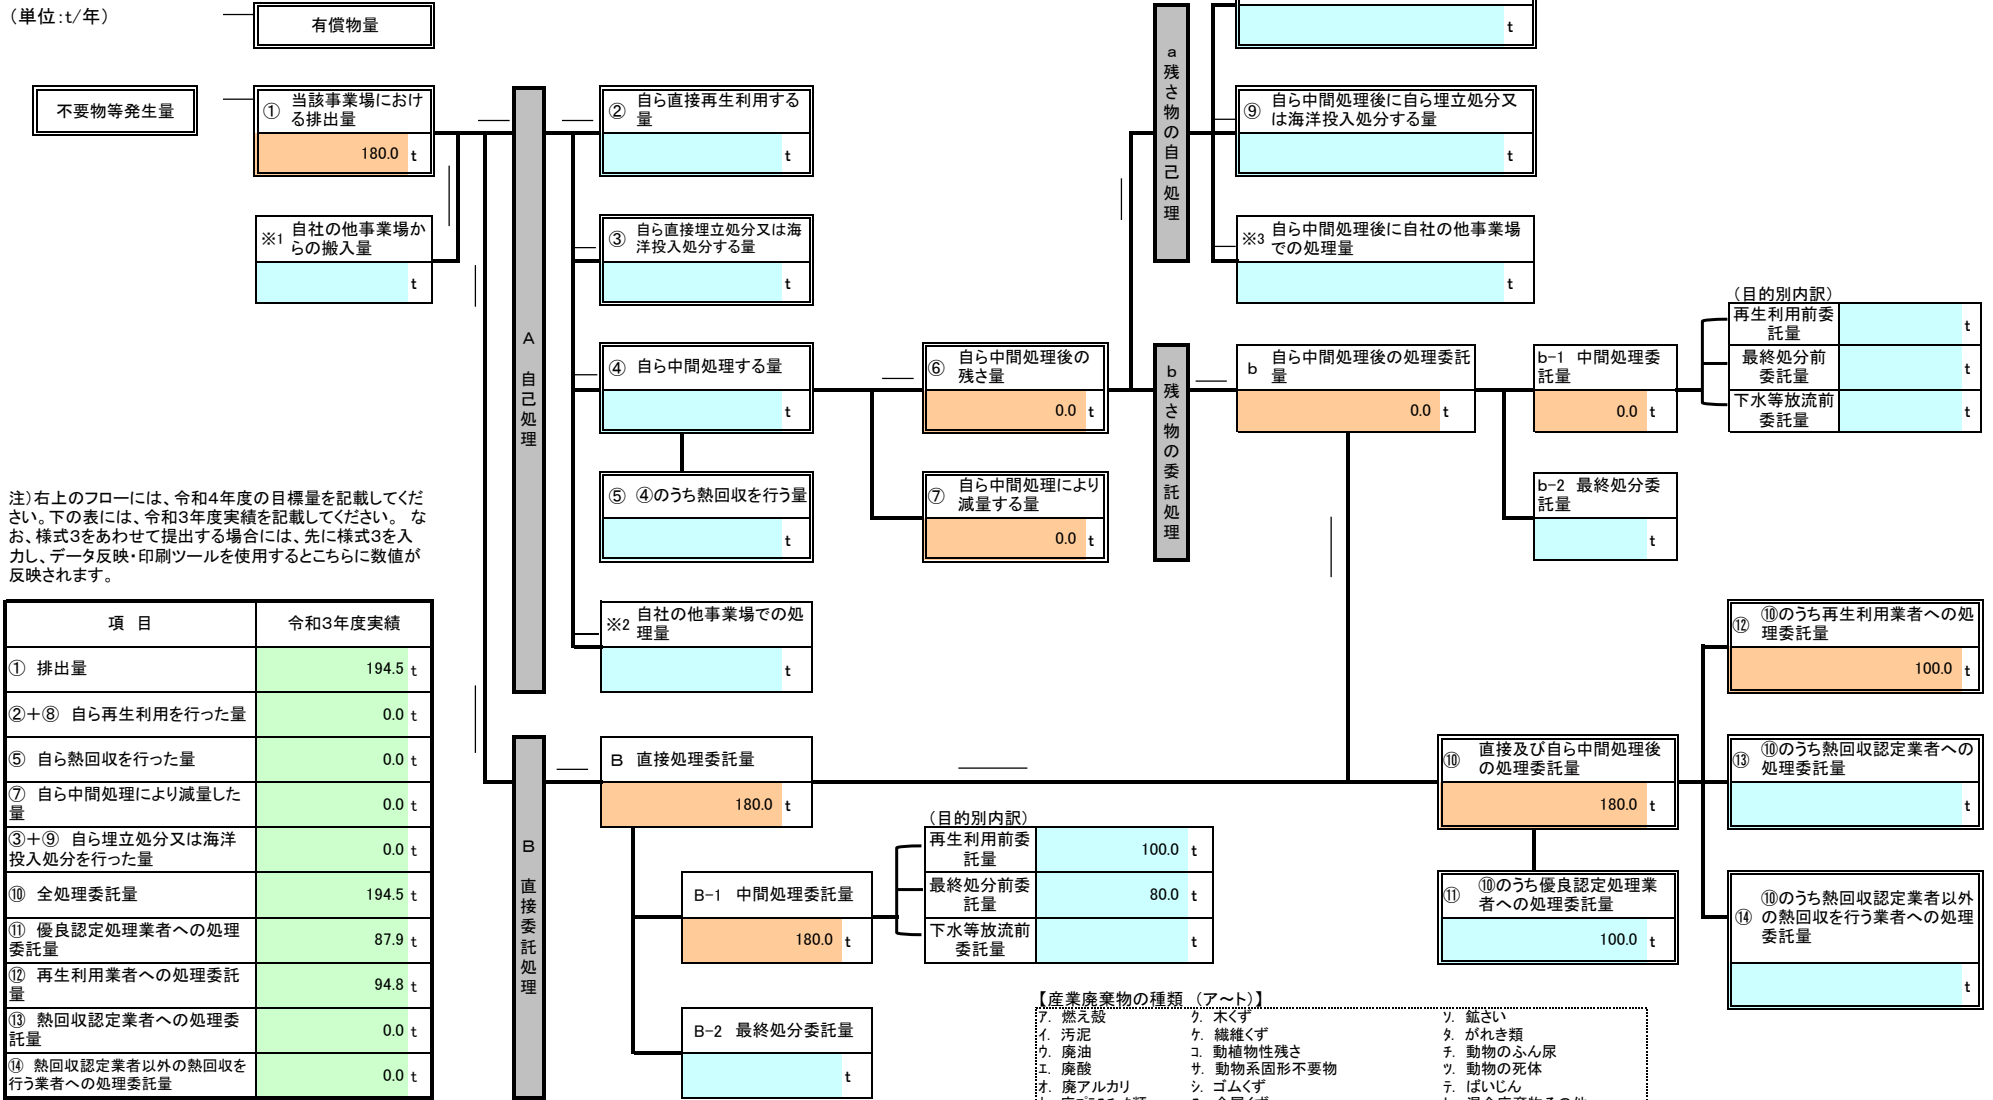 （単位:t/年）
有償物量
不要物等発生量
① 当該事業場におけ
る排出量
180.0 t
※1 自社の他事業場か
らの搬入量
t
A 自己処理
② 自ら直接再生利用する
量
t
③ 自ら直接埋立処分又は海
洋投入処分する量
t
④ 自ら中間処理する量
t
⑤ ④のうち熱回収を行う量
t
※2 自社の他事業場での処
理量
t
⑥ 自ら中間処理後の
残さ量
0.0 t
⑦ 自ら中間処理により
減量する量
0.0 t
a 残さ物の自己処理
t
⑨ 自ら中間処理後に自ら埋立処分又
は海洋投入処分する量
t
※3 自ら中間処理後に自社の他事業場
での処理量
t
b 残さ物の委託処理
b 自ら中間処理後の処理委託
量
0.0 t
b-1 中間処理委
託量
0.0 t
b-2 最終処分委
託量
t
（目的別内訳）
再生利用前委
託量
t
最終処分前
委託量
t
下水等放流前
委託量
t
注）右上のフローには、令和4年度の目標量を記載してくだ
さい。下の表には、令和3年度実績を記載してください。 な
お、様式3をあわせて提出する場合には、先に様式3を入
力し、データ反映・印刷ツールを使用するとこちらに数値が
反映されます。
項 目 令和3年度実績
① 排出量 194.5 t
②＋⑧ 自ら再生利用を行った量 0.0 t
⑤ 自ら熱回収を行った量 0.0 t
⑦ 自ら中間処理により減量した
量 0.0 t
③＋⑨ 自ら埋立処分又は海洋
投入処分を行った量 0.0 t
⑩ 全処理委託量 194.5 t
⑪ 優良認定処理業者への処理
委託量 87.9 t
⑫ 再生利用業者への処理委託
量 94.8 t
⑬ 熱回収認定業者への処理委
託量 0.0 t
⑭ 熱回収認定業者以外の熱回収を
行う業者への処理委託量 0.0 t
B 直接委託処理
B 直接処理委託量
180.0 t
B-1 中間処理委託量
180.0 t
B-2 最終処分委託量
t
（目的別内訳）
再生利用前委
託量
100.0 t
最終処分前委
託量
80.0 t
下水等放流前
委託量
t
⑩ 直接及び自ら中間処理後
の処理委託量
180.0 t
⑪ ⑩のうち優良認定処理業
者への処理委託量
100.0 t
⑫ ⑩のうち再生利用業者への処
理委託量
100.0 t
⑬ ⑩のうち熱回収認定業者への
処理委託量
t
⑭ ⑩のうち熱回収認定業者以外
の熱回収を行う業者への処理
委託量
t
【産業廃棄物の種類 （ア～ト）】
ア. 燃え殻 ク. 木くず ソ. 鉱さい
イ. 汚泥 ケ. 繊維くず タ. がれき類
ウ. 廃油 コ. 動植物性残さ チ. 動物のふん尿
エ. 廃酸 サ. 動物系固形不要物 ツ. 動物の死体
オ. 廃アルカリ シ. ゴムくず テ. ばいじん